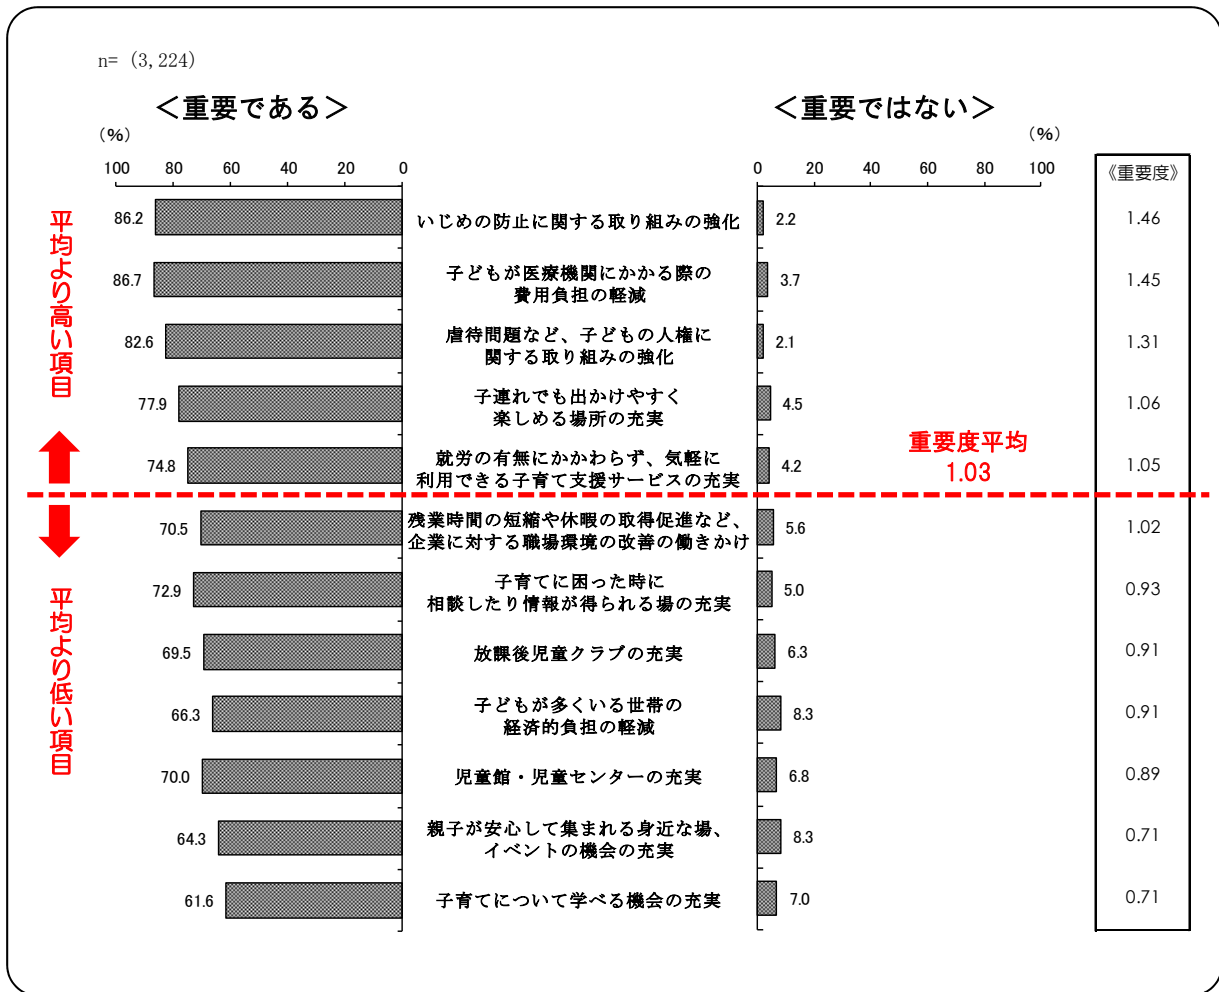 n= (3,224)
＜重要である＞
＜重要ではない＞
(%)
(%)
100 80 60 40 20 0
0 20 40 60 80 100
《重要度》
平均より高い項目
86.2 いじめの防止に関する取り組みの強化 2.2 1.46
子どもが医療機関にかかる際の
86.7 費用負担の軽減 3.7 1.45
虐待問題など、子どもの人権に
82.6 関する取り組みの強化 2.1 1.31
子連れでも出かけやすく
77.9 楽しめる場所の充実 4.5 1.06
就労の有無にかかわらず、気軽に
74.8 利用できる子育て支援サービスの充実 4.2 1.05
重要度平均
1.03
残業時間の短縮や休暇の取得促進など、
70.5 企業に対する職場環境の改善の働きかけ 5.6 1.02
平均より低い項目
子育てに困った時に
72.9 相談したり情報が得られる場の充実 5.0 0.93
69.5 放課後児童クラブの充実 6.3 0.91
子どもが多くいる世帯の
66.3 経済的負担の軽減 8.3 0.91
70.0 児童館・児童センターの充実 6.8 0.89
親子が安心して集まれる身近な場、
64.3 イベントの機会の充実 8.3 0.71
61.6 子育てについて学べる機会の充実 7.0 0.71